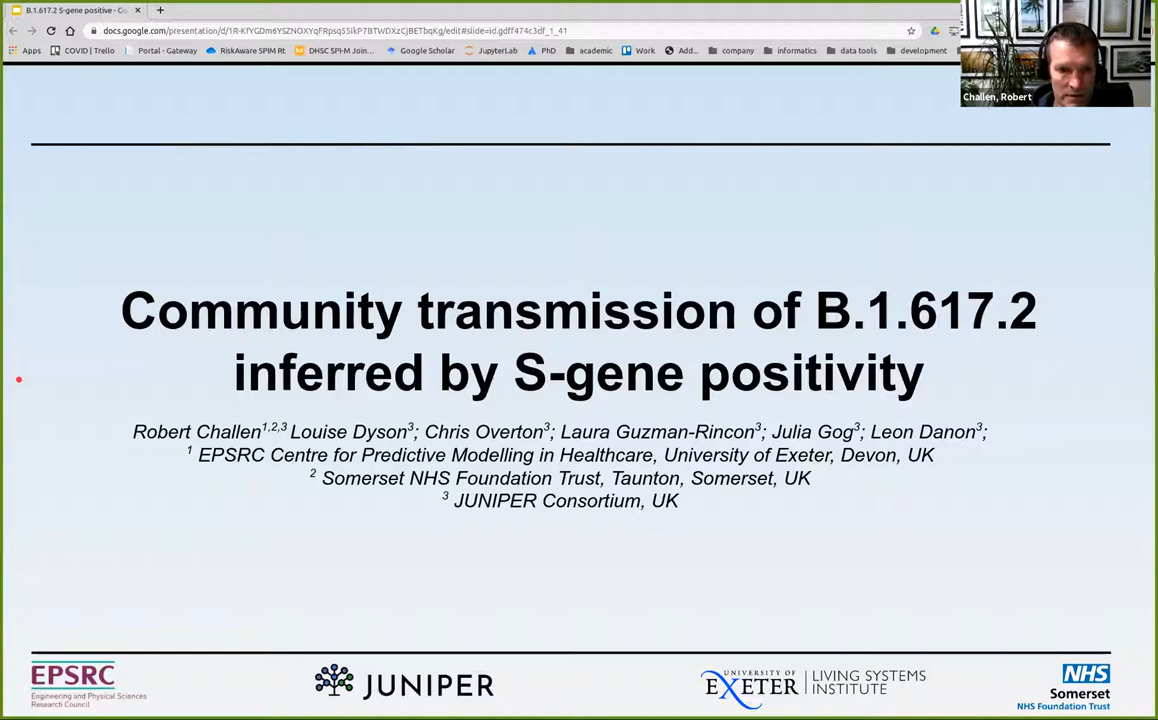 B.1.617.2 S-gene positive - Go
docs.google.com/presentation/d/1R-KfYGDm6YSZNOXYqFRpsqSSikP7BTWDXzCjBETbqKg/edit#slide=id.gdff474c3df_1_41
Apps COVID | Trello Portal - Gateway RiskAware SPIM RI DHSC SPI-M Join... Google Scholar JupyterLab PhD academic Work Add... company informatics data tools development
Challen, Robert
Community transmission of B.1.617.2
inferred by S-gene positivity
Robert Challen1,2,3 Louise Dyson3; Chris Overton3; Laura Guzman-Rincon3; Julia Gog3; Leon Danon3;
1 EPSRC Centre for Predictive Modelling in Healthcare, University of Exeter, Devon, UK
2 Somerset NHS Foundation Trust, Taunton, Somerset, UK
3 JUNIPER Consortium, UK
EPSRC
Engineering and Physical Sciences
Research Council
JUNIPER
UNIVERSITY OF
EXETER
LIVING SYSTEMS
INSTITUTE
NHS
Somerset
NHS Foundation Trust